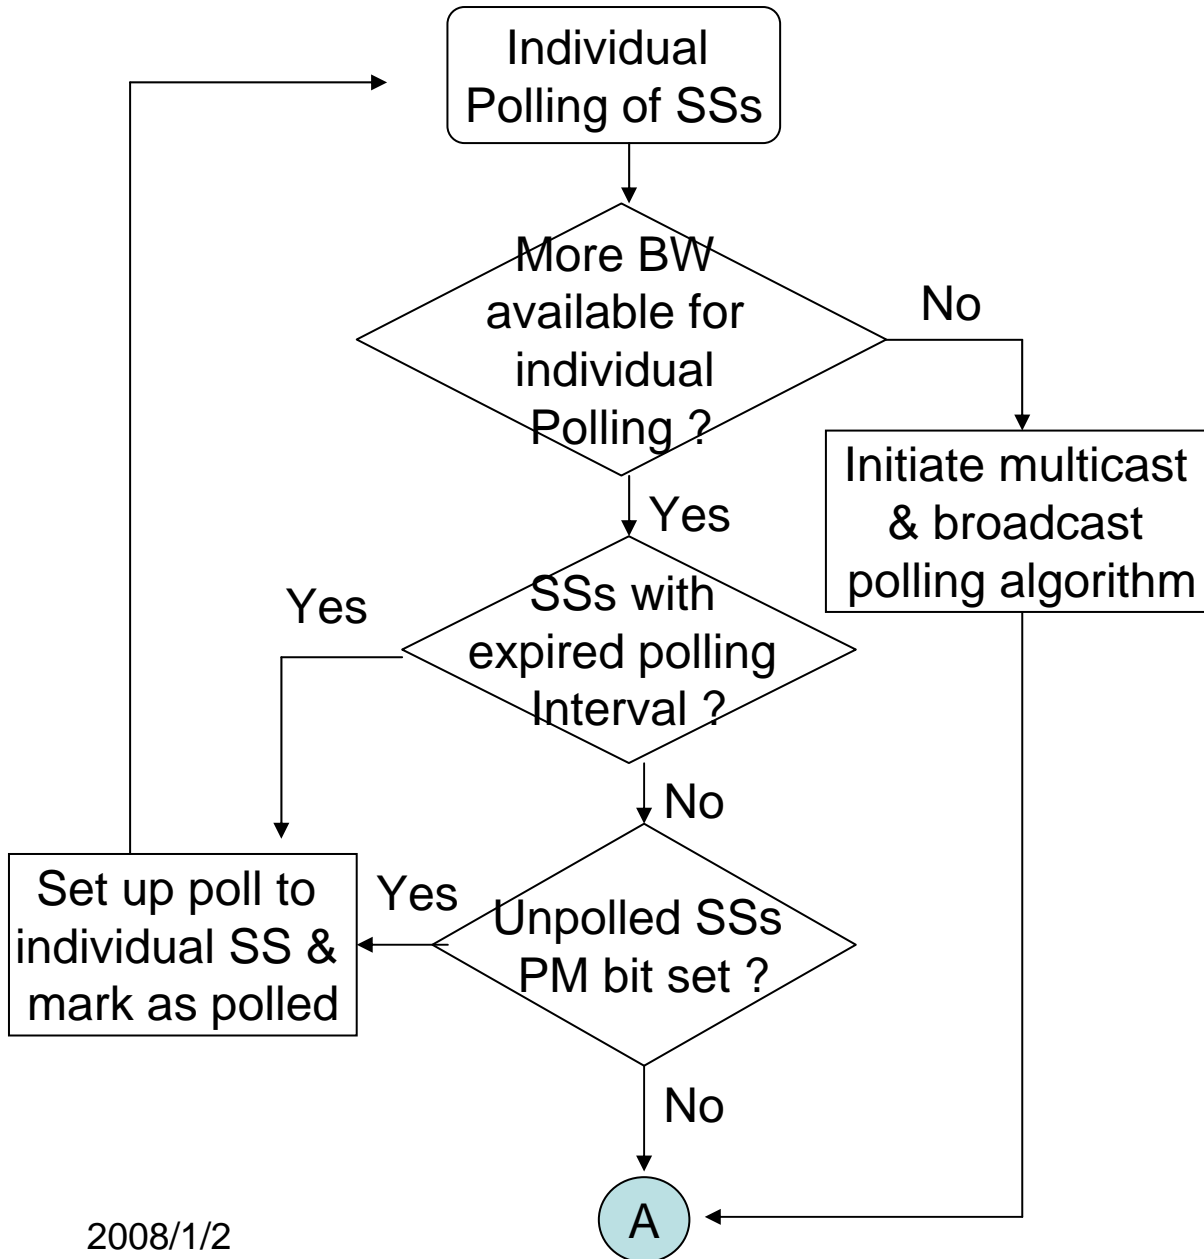 Individual
Polling of SSs
More BW
available for
individual
Polling ?
No
Initiate multicast
& broadcast
polling algorithm
Yes
SSs with
expired polling
Interval ?
Yes
No
Set up poll to
individual SS &
mark as polled
Yes
Unpolled SSs
PM bit set ?
No
A
2008/1/2